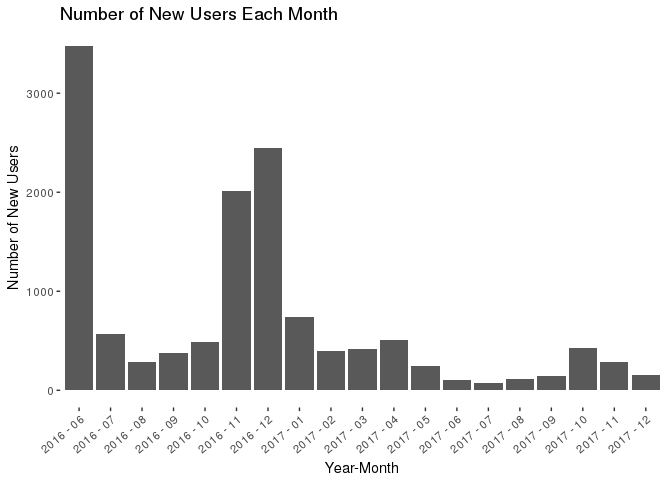 Number of New Users Each Month
Number of New Users
3000
2000
1000
0
2016 - 06
2016 - 07
2016 - 08
2016 - 09
2016 - 10
2016 - 11
2016 - 12
2017 - 01
2017 - 02
2017 - 03
2017 - 04
2017 - 05
2017 - 06
2017 - 07
2017 - 08
2017 - 09
2017 - 10
2017 - 11
2017 - 12
Year-Month